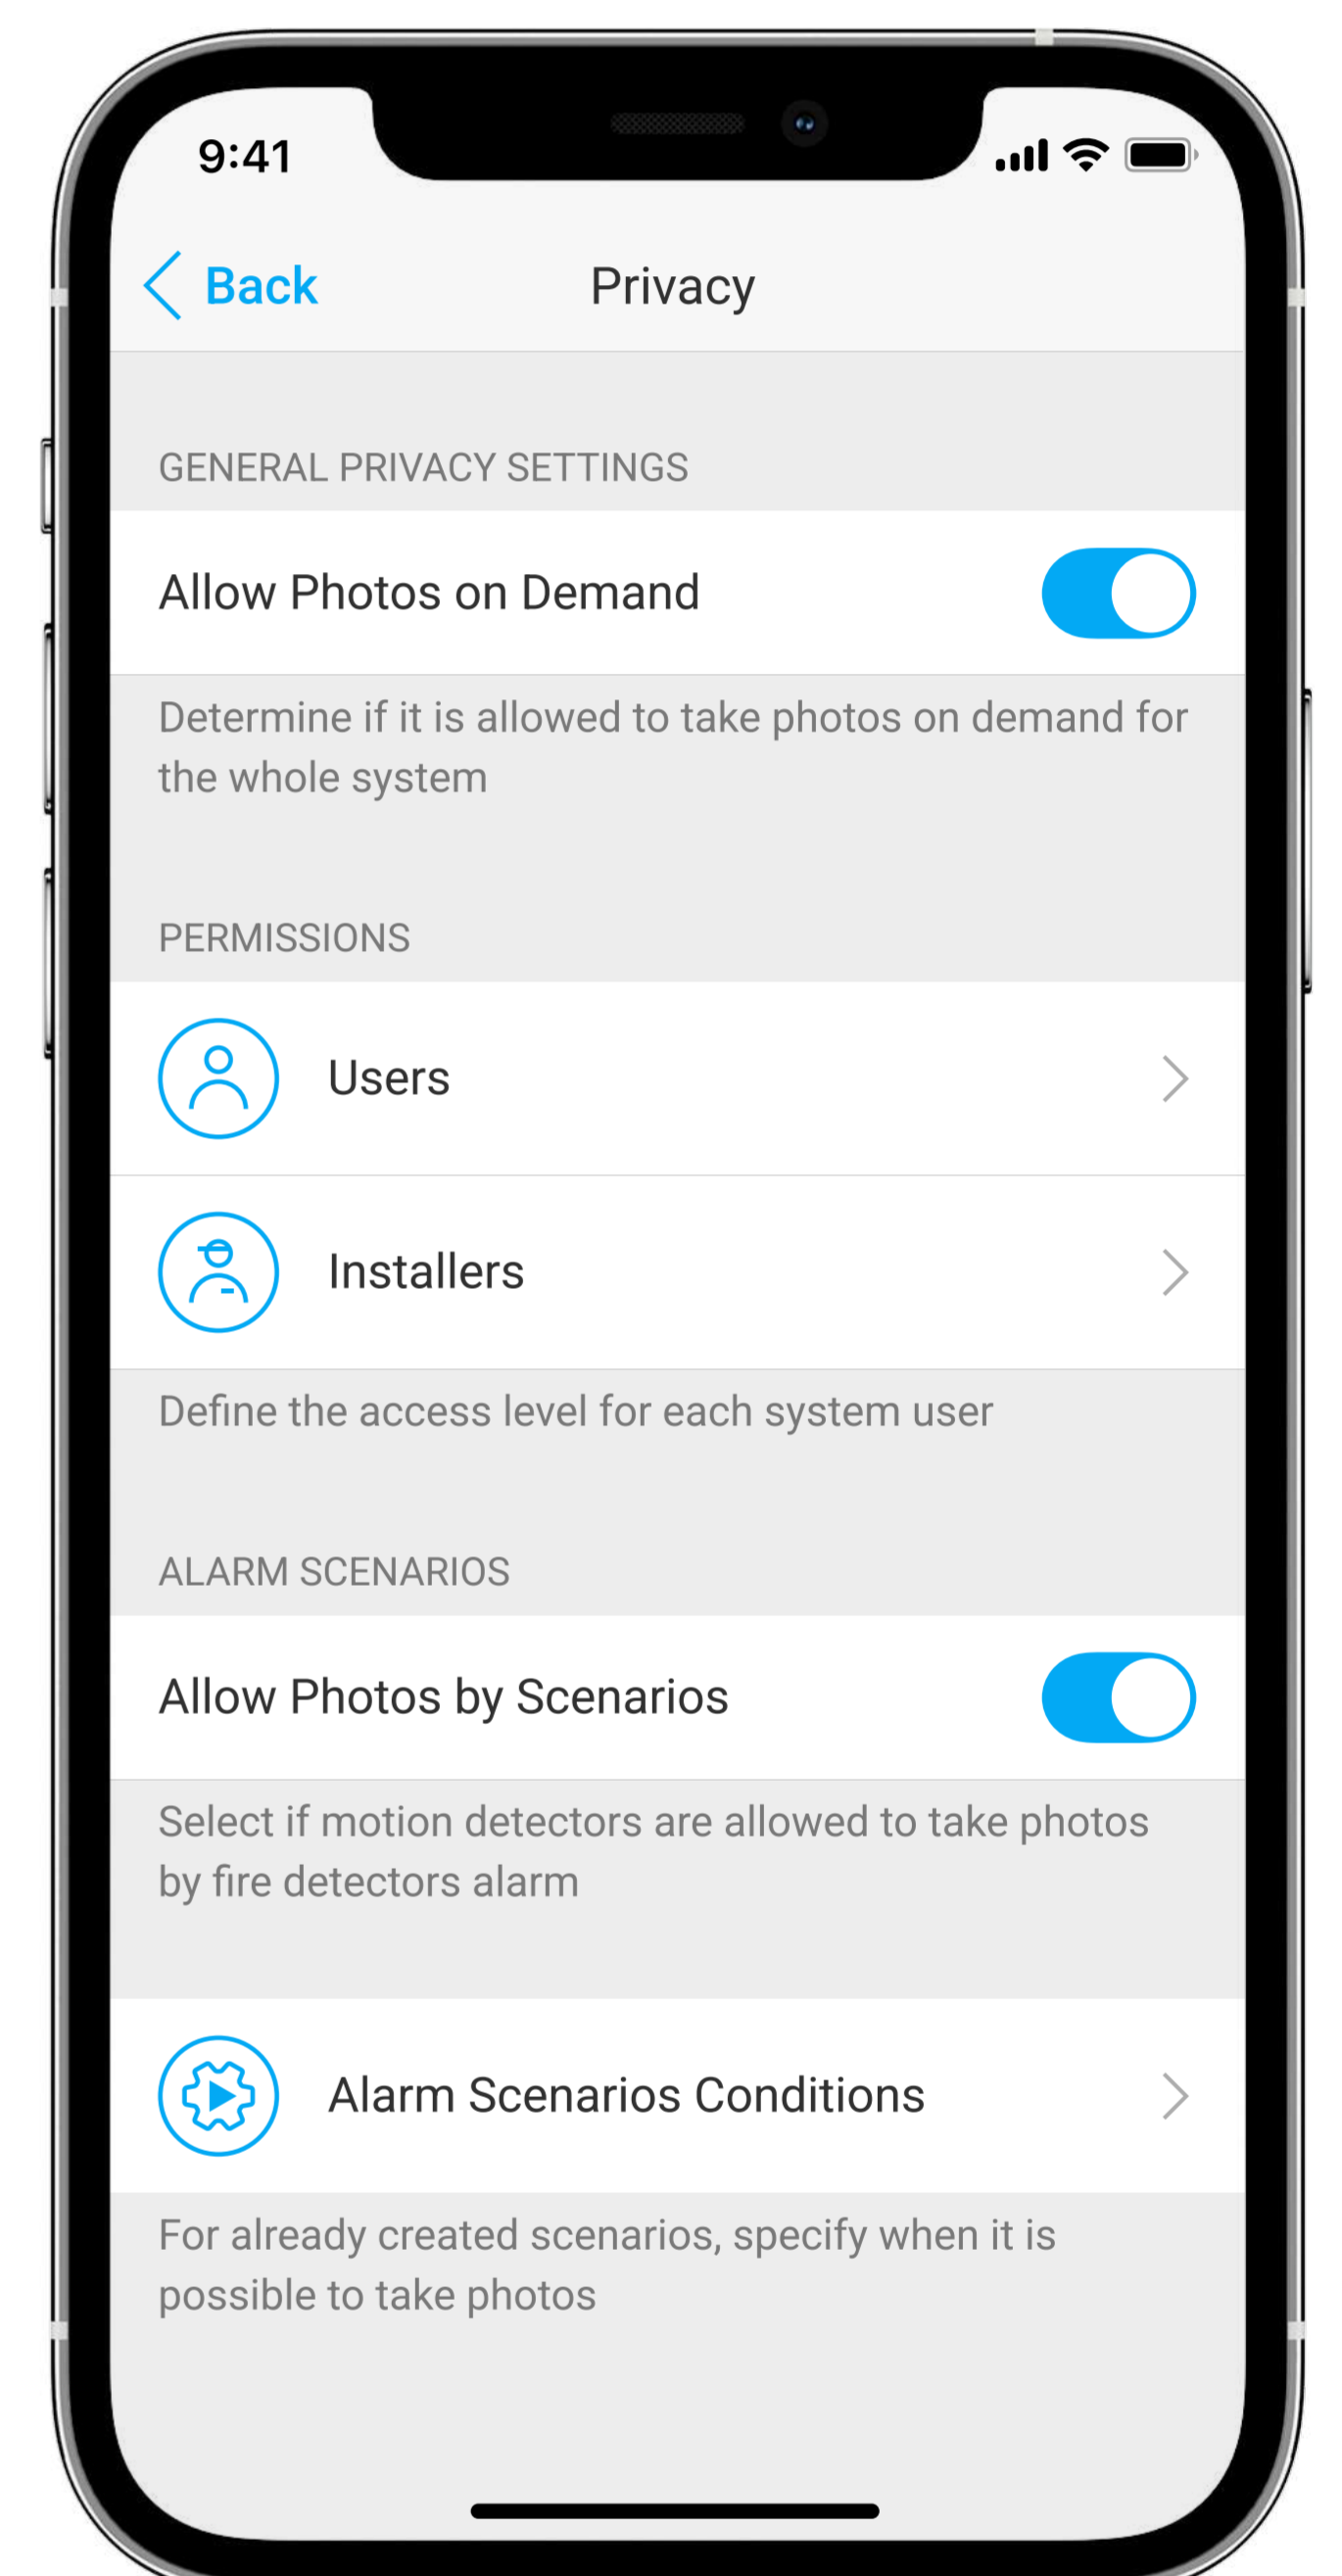 9:41
Back
Privacy
GENERAL PRIVACY SETTINGS
Allow Photos on Demand
Determine if it is allowed to take photos on demand for
the whole system
PERMISSIONS
Users
Installers
Define the access level for each system user
ALARM SCENARIOS
Allow Photos by Scenarios
Select if motion detectors are allowed to take photos
by fire detectors alarm
Alarm Scenarios Conditions
For already created scenarios, specify when it is
possible to take photos